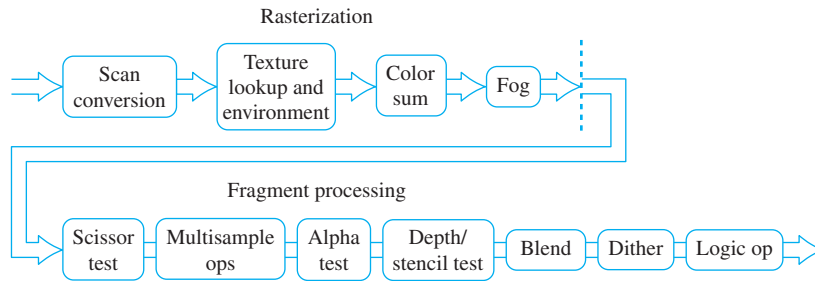 Rasterization
Scan
conversion
Texture
lookup and
environment
Color
sum
Fog
Fragment processing
Scissor
test
Multisample
ops
Alpha
test
Depth/
stencil test
Blend
Dither
Logic op